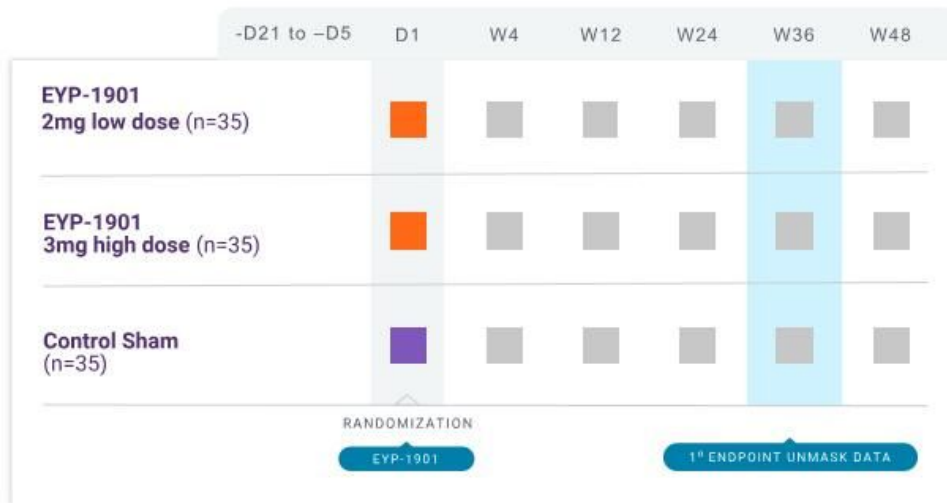 -D21 to –D5 D1 W4 W12 W24 W36 W48
EYP-1901
2mg low dose (n=35)
EYP-1901
3mg high dose (n=35)
Control Sham
(n=35)
RANDOMIZATION
EYP-1901
1º ENDPOINT UNMASK DATA